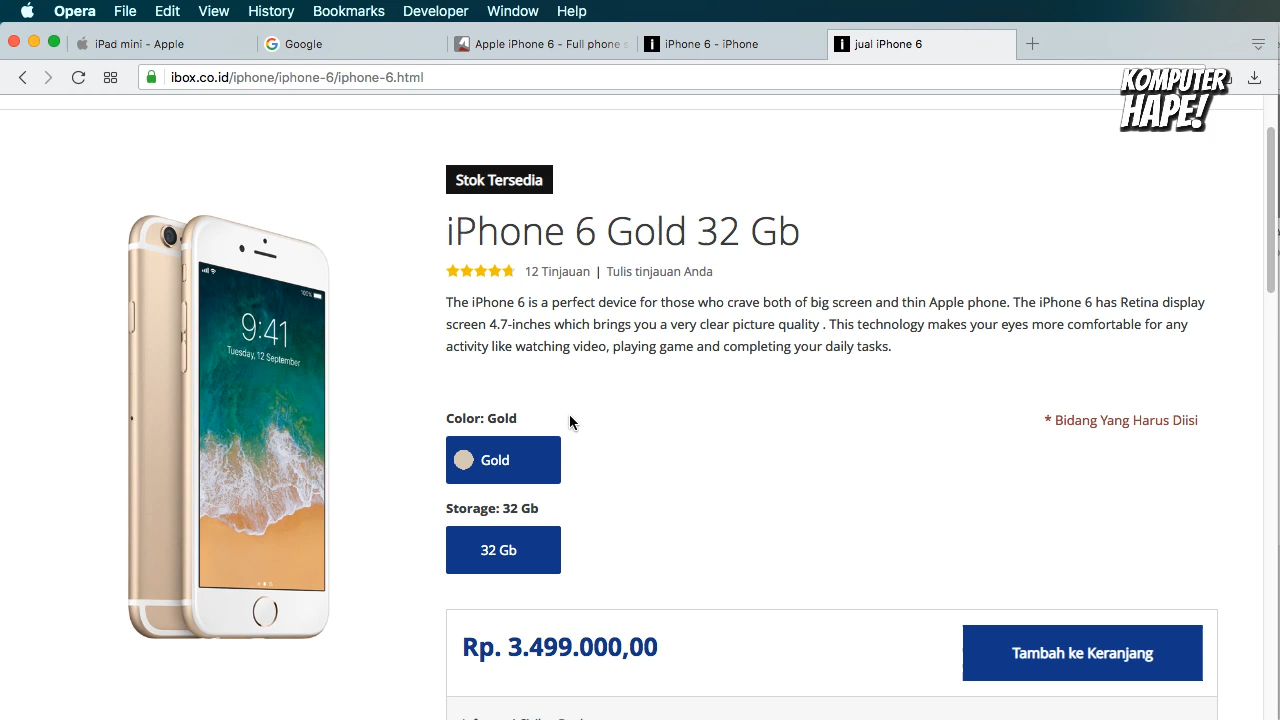 Opera File Edit View History Bookmarks Developer Window Help
iPad mini - Apple
Google
Apple iPhone 6 - Full phone s
iPhone 6 - iPhone
jual iPhone 6
ibox.co.id/iphone/iphone-6/iphone-6.html
KOMPUTER
HAPE!
Stok Tersedia
iPhone 6 Gold 32 Gb
12 Tinjauan | Tulis tinjauan Anda
The iPhone 6 is a perfect device for those who crave both of big screen and thin Apple phone. The iPhone 6 has Retina display
screen 4.7-inches which brings you a very clear picture quality . This technology makes your eyes more comfortable for any
activity like watching video, playing game and completing your daily tasks.
100%
9:41
Tuesday, 12 September
Color: Gold
* Bidang Yang Harus Diisi
Gold
Storage: 32 Gb
32 Gb
Rp. 3.499.000,00
Tambah ke Keranjang